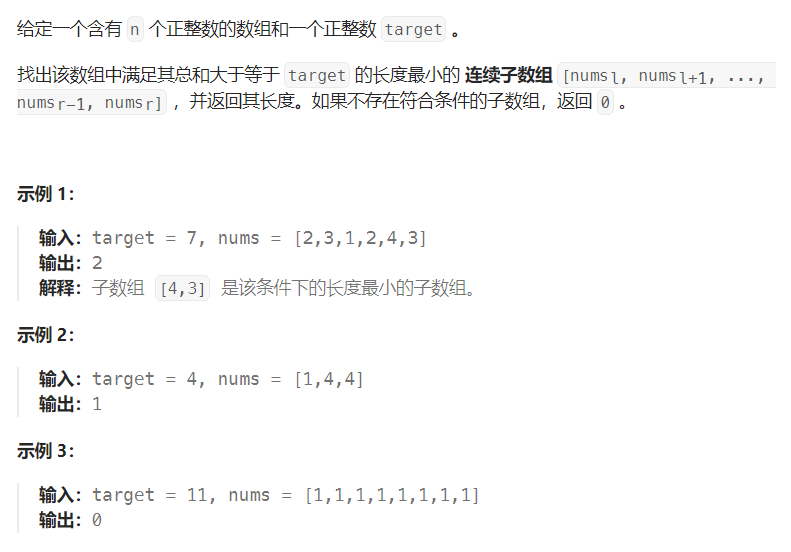 给定一个含有 n 个正整数的数组和一个正整数 target 。
找出该数组中满足其总和大于等于 target 的长度最小的 连续子数组 [numsl, numsl+1, ...,
numsr-1, numsr] ，并返回其长度。如果不存在符合条件的子数组，返回 0 。
示例 1：
输入：target = 7, nums = [2,3,1,2,4,3]
输出：2
解释：子数组 [4,3] 是该条件下的长度最小的子数组。
示例 2：
输入：target = 4, nums = [1,4,4]
输出：1
示例 3：
输入：target = 11, nums = [1,1,1,1,1,1,1,1]
输出：0